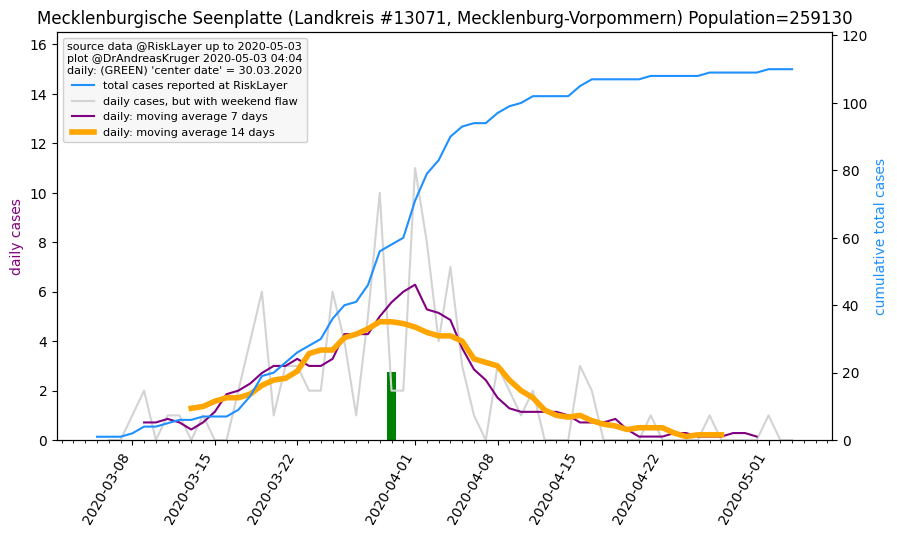 Mecklenburgische Seenplatte (Landkreis #13071, Mecklenburg-Vorpommern) Population=259130
source data @RiskLayer up to 2020-05-03
plot @DrAndreasKruger 2020-05-03 04:04
daily: (GREEN) 'center date' = 30.03.2020
total cases reported at RiskLayer
daily cases, but with weekend flaw
daily: moving average 7 days
daily: moving average 14 days
daily cases
16
14
12
10
8
6
4
2
0
120
100
80
60
40
20
0
cumulative total cases
2020-03-08
2020-03-15
2020-03-22
2020-04-01
2020-04-08
2020-04-15
2020-04-22
2020-05-01